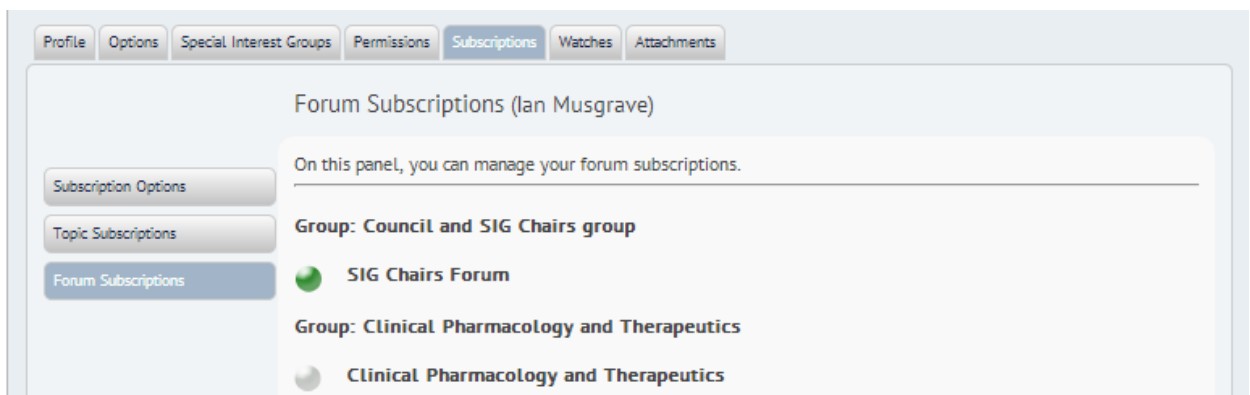 Profile Options Special Interest Groups Permissions Subscriptions Watches Attachments
Forum Subscriptions (Ian Musgrave)
On this panel, you can manage your forum subscriptions.
Subscription Options
Topic Subscriptions
Forum Subscriptions
Group: Council and SIG Chairs group
SIG Chairs Forum
Group: Clinical Pharmacology and Therapeutics
Clinical Pharmacology and Therapeutics